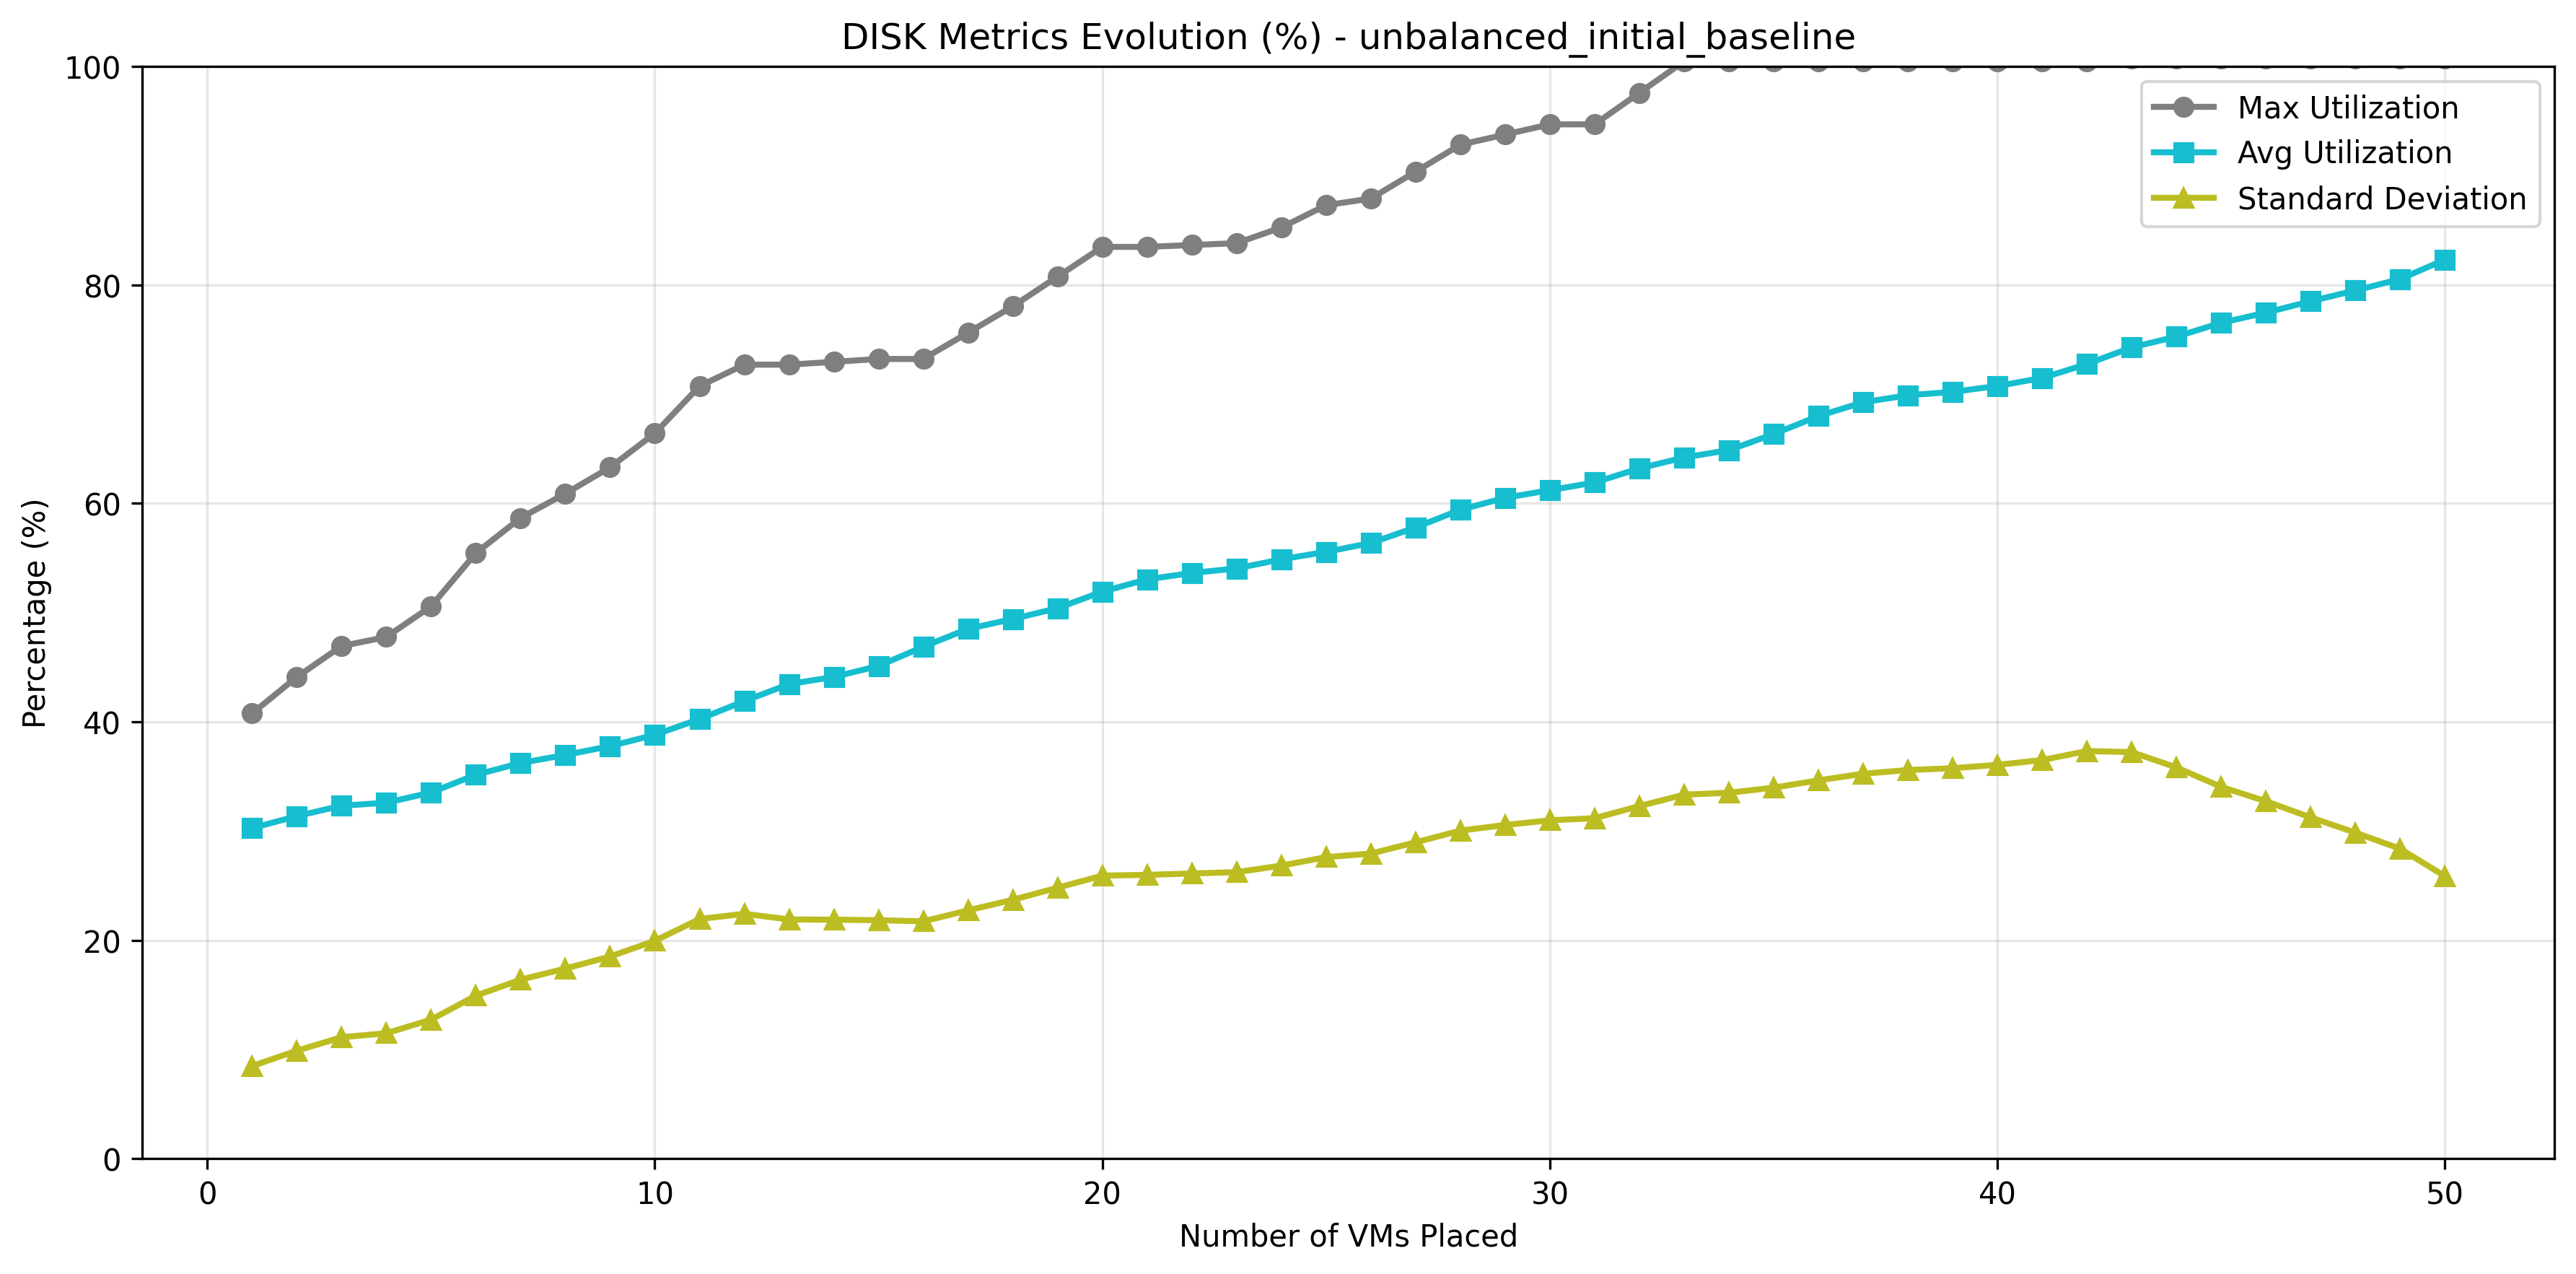 DISK Metrics Evolution (%) - unbalanced_initial_baseline
100
80
60
40
20
0
Percentage (%)
Max Utilization
Avg Utilization
Standard Deviation
0 10 20 30 40 50
Number of VMs Placed